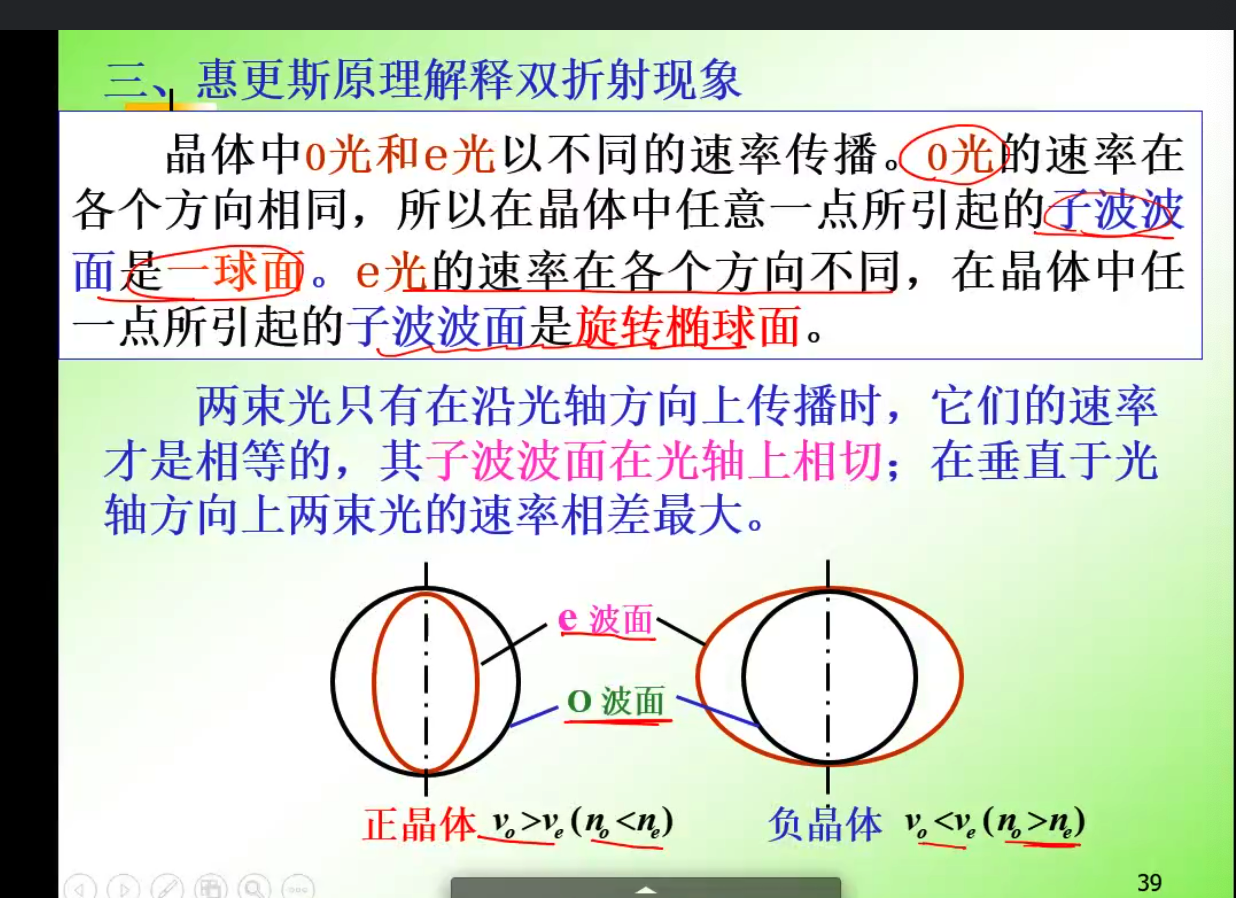 三、惠更斯原理解释双折射现象
晶体中o光和e光以不同的速率传播。o光的速率在
各个方向相同，所以在晶体中任意一点所引起的子波波
面是一球面。e光的速率在各个方向不同，在晶体中任
一点所引起的子波波面是旋转椭球面。
两束光只有在沿光轴方向上传播时，它们的速率
才是相等的，其子波波面在光轴上相切；在垂直于光
轴方向上两束光的速率相差最大。
e 波面
O 波面
正晶体 vₒ>vₑ(nₒ<nₑ)
负晶体 vₒ<vₑ(nₒ>nₑ)
39